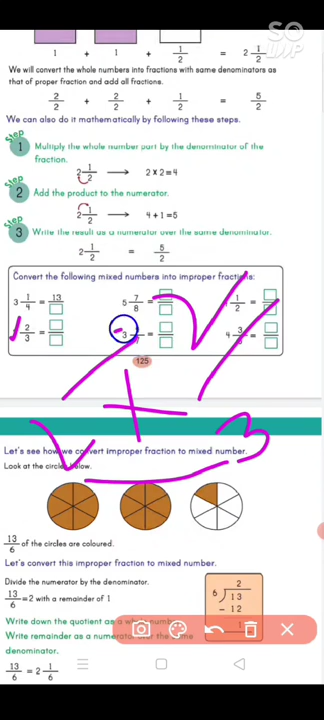 SO
1 + 1 + 1/2 = 2 1/2
We will convert the whole numbers into fractions with same denominators as
that of proper fraction and add all fractions.
2/2 + 2/2 + 1/2 = 5/2
We can also do it mathematically by following these steps.
Step 1 Multiply the whole number part by the denominator of the
fraction.
2 1/2 → 2 x 2 = 4
Step 2 Add the product to the numerator.
2 1/2 → 4 + 1 = 5
Step 3 Write the result as a numerator over the same denominator.
2 1/2 = 5/2
Convert the following mixed numbers into improper fractions:
3 1/4 = 13/□ 5 7/8 = □/□ 1/2 = □/□
2/3 = □/□ 3 = □/□ 4 3 = □/□
125
Let's see how we convert improper fraction to mixed number.
Look at the circles below.
13/6 of the circles are coloured.
Let's convert this improper fraction to mixed number.
Divide the numerator by the denominator.
13/6 = 2 with a remainder of 1
2
6 13
- 12
1
Write down the quotient as a whole number.
Write remainder as a numerator over the same
denominator.
13/6 = 2 1/6